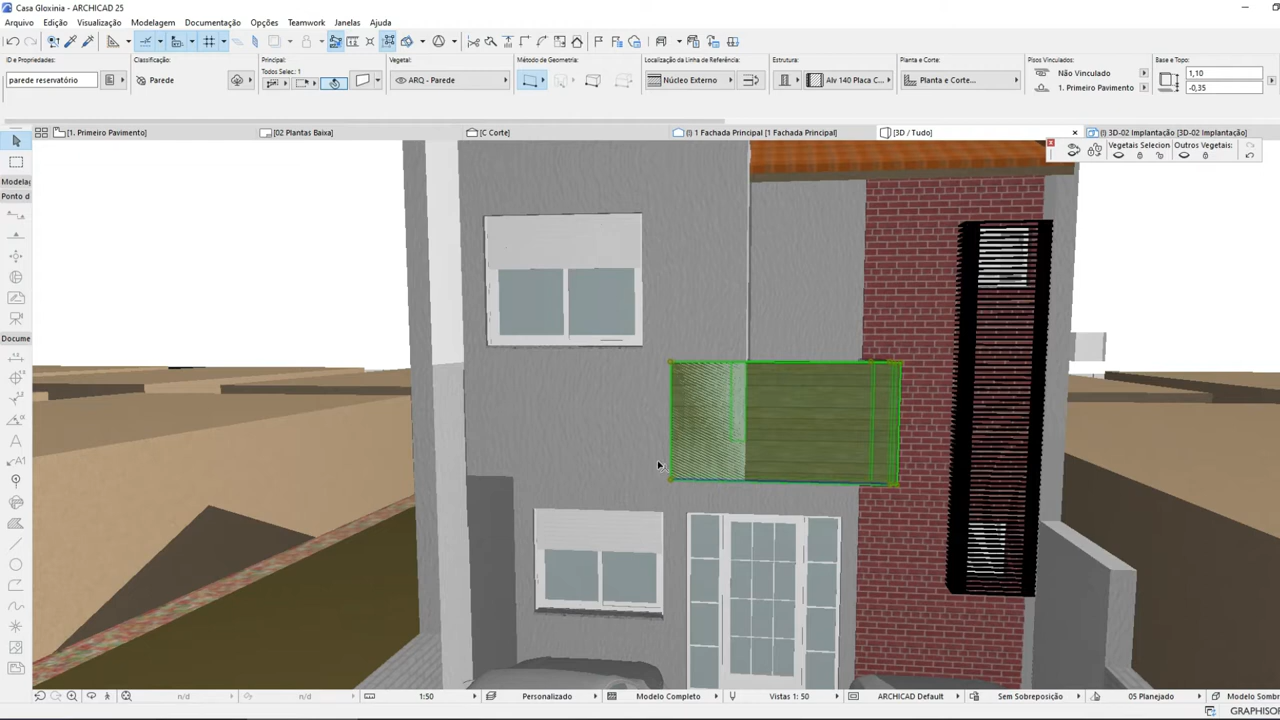 Casa Gloxinia - ARCHICAD 25
Arquivo Edição Visualização Modelagem Documentação Opções Teamwork Janelas Ajuda
ID e Propriedades: Classificação: Principal: Vegetal: Método de Geometria: Localização da Linha de Referência: Estrutura: Planta e Corte: Pisos Vinculados: Base e Topo:
Todos Selec.: 1
parede reservatório Parede ARQ - Parede Núcleo Externo Alv 140 Placa C... Planta e Corte... Não Vinculado 1,10
1. Primeiro Pavimento -0,35
[1. Primeiro Pavimento] [02 Plantas Baixa] [C Corte] (!) 1 Fachada Principal [1 Fachada Principal] [3D / Tudo] (!) 3D-02 Implantação [3D-02 Implantação]
Vegetais Selecion Outros Vegetais:
Modela
Ponto d
Docume
n/d n/d 1:50 Personalizado Modelo Completo Vistas 1: 50 ARCHICAD Default Sem Sobreposição 05 Planejado Modelo Somb
GRAPHISOF